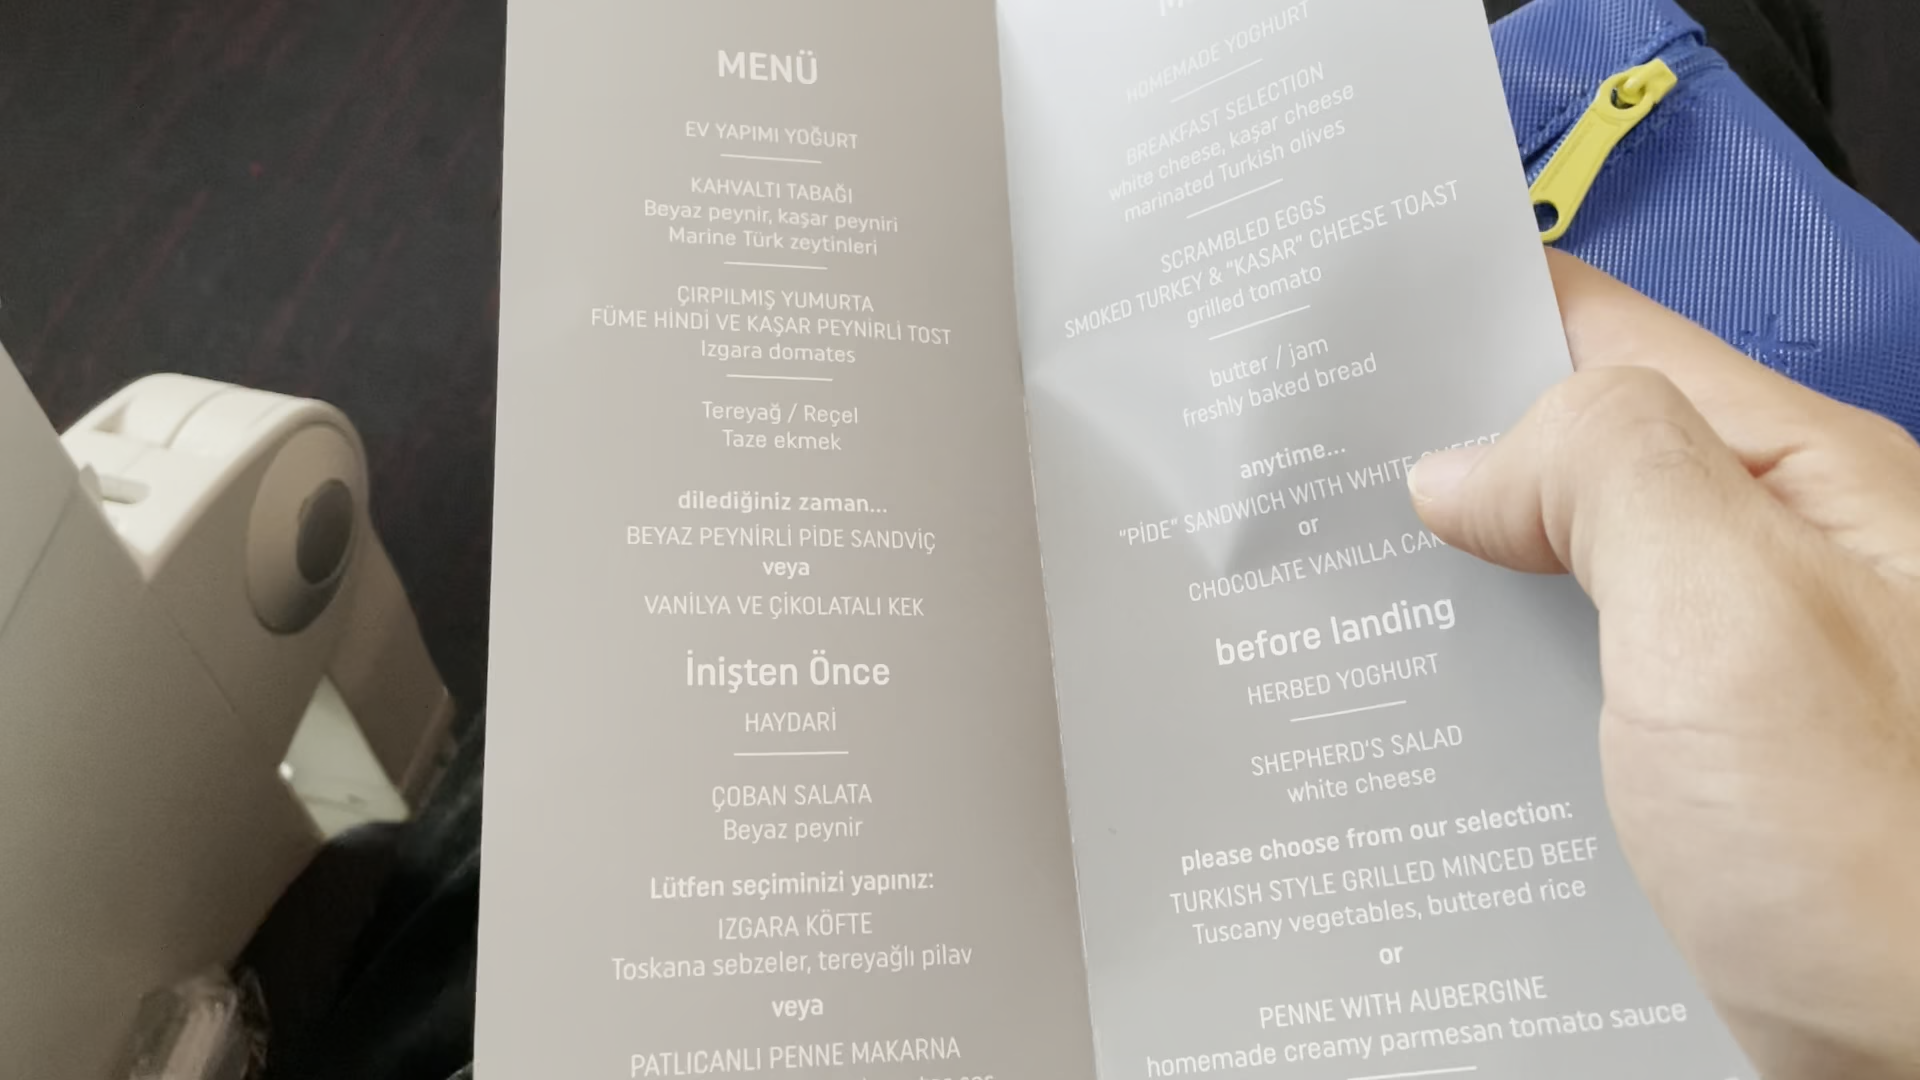 MENÜ
EV YAPIMI YOĞURT
KAHVALTI TABAĞI
Beyaz peynir, kaşar peyniri
Marine Türk zeytinleri
ÇIRPILMIŞ YUMURTA
FÜME HİNDİ VE KAŞAR PEYNİRLİ TOST
Izgara domates
Tereyağ / Reçel
Taze ekmek
dilediğiniz zaman...
BEYAZ PEYNİRLİ PİDE SANDVİÇ
veya
VANİLYA VE ÇİKOLATALI KEK
İnişten Önce
HAYDARİ
ÇOBAN SALATA
Beyaz peynir
Lütfen seçiminizi yapınız:
IZGARA KÖFTE
Toskana sebzeler, tereyağlı pilav
veya
PATLICANLI PENNE MAKARNA
HOMEMADE YOGHURT
BREAKFAST SELECTION
white cheese, kaşar cheese
marinated Turkish olives
SCRAMBLED EGGS
SMOKED TURKEY & "KASAR" CHEESE TOAST
grilled tomato
butter / jam
freshly baked bread
anytime...
"PİDE" SANDWICH WITH WHITE CHEESE
or
CHOCOLATE VANILLA
before landing
HERBED YOGHURT
SHEPHERD'S SALAD
white cheese
please choose from our selection:
TURKISH STYLE GRILLED MINCED BEEF
Tuscany vegetables, buttered rice
or
PENNE WITH AUBERGINE
homemade creamy parmesan tomato sauce